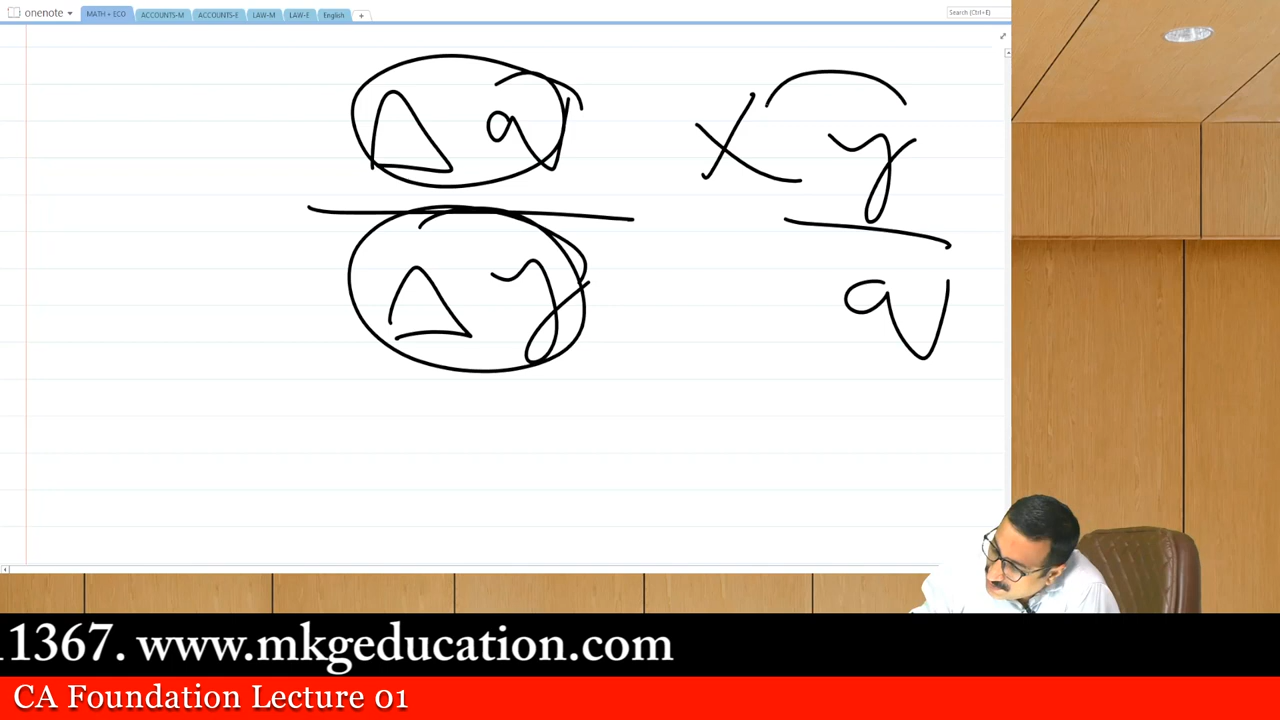 onenote MATH + ECO ACCOUNTS-M ACCOUNTS-E LAW-M LAW-E English + Search (Ctrl+E)
Δq × y
Δy q
1367. www.mkgeducation.com
CA Foundation Lecture 01